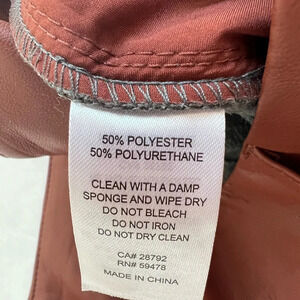 50% POLYESTER
50% POLYURETHANE
CLEAN WITH A DAMP
SPONGE AND WIPE DRY
DO NOT BLEACH
DO NOT IRON
DO NOT DRY CLEAN
CA# 28792
RN# 59478
MADE IN CHINA